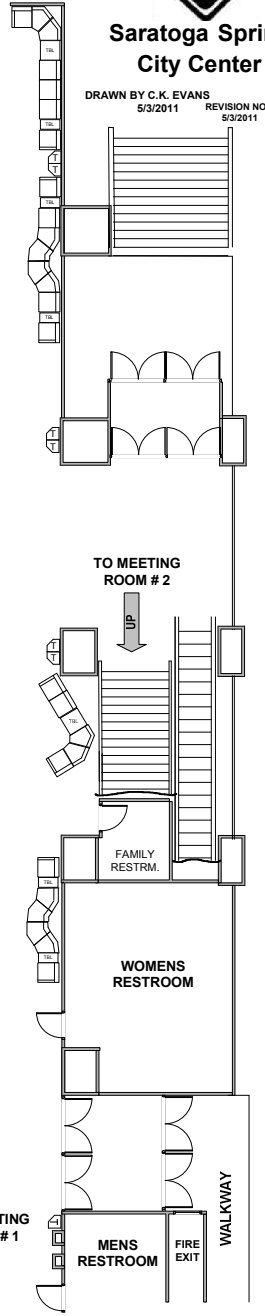 Saratoga Sprin
City Center
DRAWN BY C.K. EVANS
5/3/2011
REVISION NO
5/3/2011
TBL
TBL
T
T
TBL
TBL
T
T
TO MEETING
ROOM # 2
UP
T
T
TBL
FAMILY
RESTRM.
TBL
TBL
WOMENS
RESTROOM
WALKWAY
TING
# 1
T
MENS
RESTROOM
FIRE
EXIT